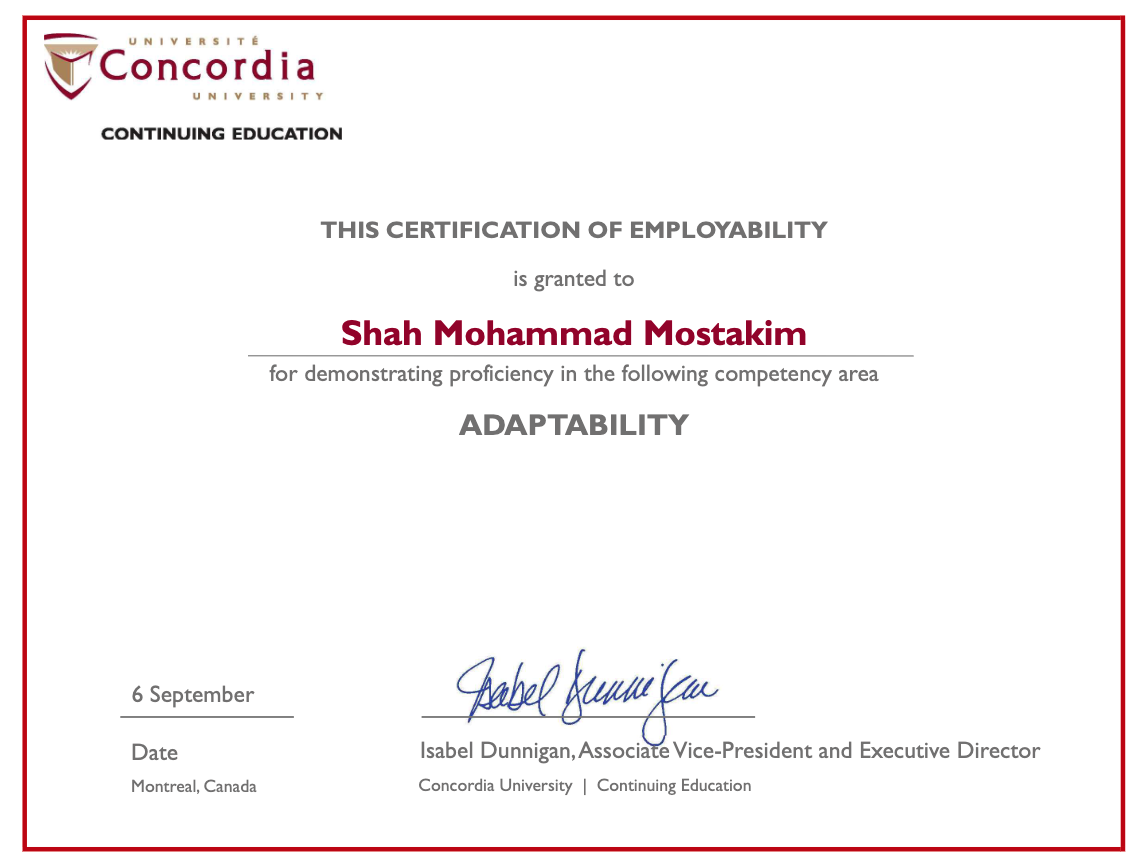 UNIVERSITÉ
Concordia
UNIVERSITY
CONTINUING EDUCATION
THIS CERTIFICATION OF EMPLOYABILITY
is granted to
Shah Mohammad Mostakim
for demonstrating proficiency in the following competency area
ADAPTABILITY
6 September
Isabel Dunnigan
Date
Isabel Dunnigan, Associate Vice-President and Executive Director
Montreal, Canada
Concordia University | Continuing Education